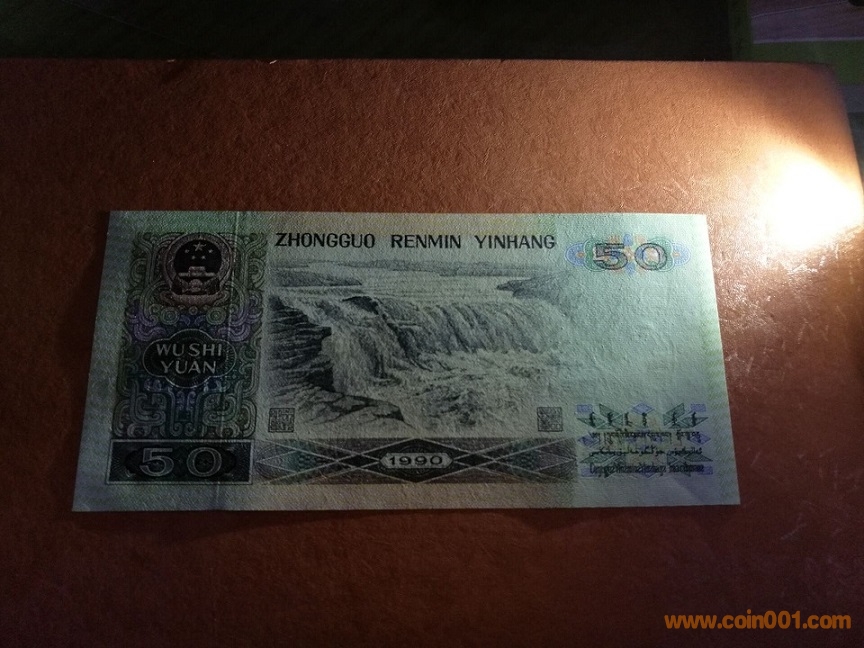 ZHONGGUO RENMIN YINHANG
50
WU SHI
YUAN
50
1990
www.coin001.com